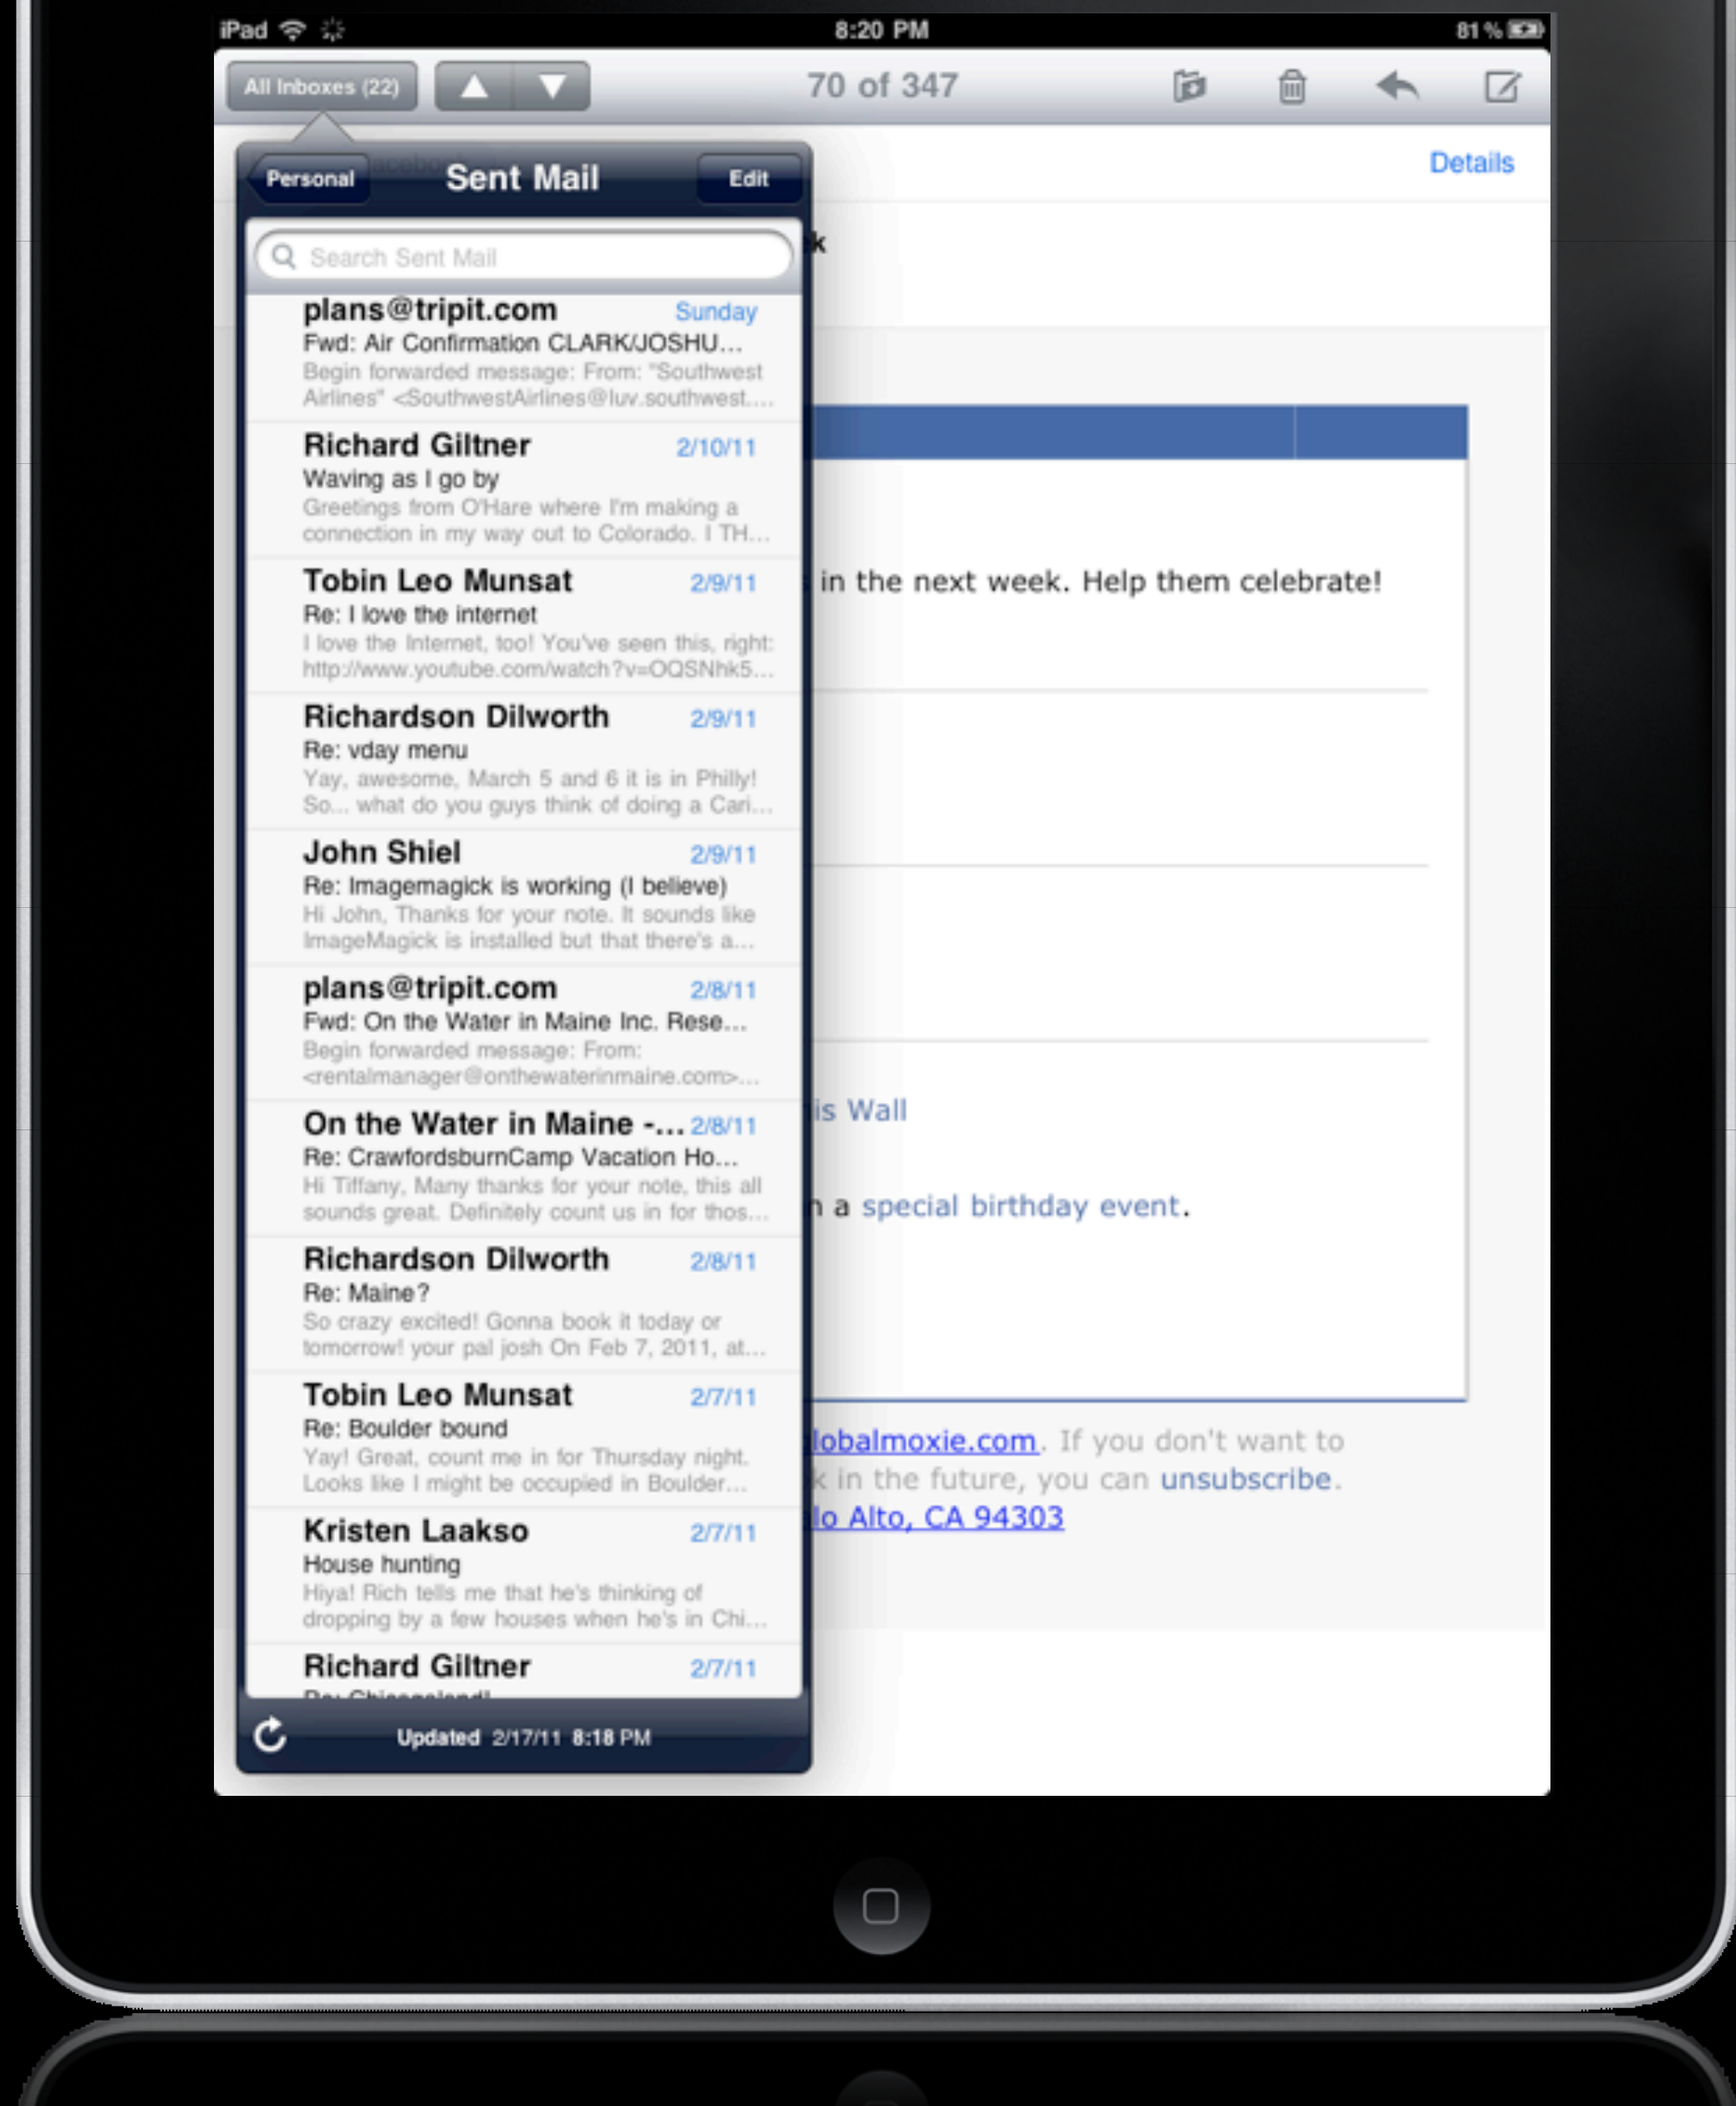 iPad
8:20 PM
81%
All Inboxes (22)
70 of 347
Personal
Sent Mail
Edit
Details
Search Sent Mail
k
plans@tripit.com Sunday
Fwd: Air Confirmation CLARK/JOSHU...
Begin forwarded message: From: "Southwest
Airlines" <SouthwestAirlines@luv.southwest....
Richard Giltner 2/10/11
Waving as I go by
Greetings from O'Hare where I'm making a
connection in my way out to Colorado. I TH...
Tobin Leo Munsat 2/9/11
Re: I love the internet
I love the Internet, too! You've seen this, right:
http://www.youtube.com/watch?v=OQSNhk5...
Richardson Dilworth 2/9/11
Re: vday menu
Yay, awesome, March 5 and 6 it is in Philly!
So... what do you guys think of doing a Cari...
John Shiel 2/9/11
Re: Imagemagick is working (I believe)
Hi John, Thanks for your note. It sounds like
ImageMagick is installed but that there's a...
plans@tripit.com 2/8/11
Fwd: On the Water in Maine Inc. Rese...
Begin forwarded message: From:
<rentalmanager@onthewaterinmaine.com>...
On the Water in Maine -... 2/8/11
Re: CrawfordsburnCamp Vacation Ho...
Hi Tiffany, Many thanks for your note, this all
sounds great. Definitely count us in for thos...
Richardson Dilworth 2/8/11
Re: Maine?
So crazy excited! Gonna book it today or
tomorrow! your pal josh On Feb 7, 2011, at...
Tobin Leo Munsat 2/7/11
Re: Boulder bound
Yay! Great, count me in for Thursday night.
Looks like I might be occupied in Boulder...
Kristen Laakso 2/7/11
House hunting
Hiya! Rich tells me that he's thinking of
dropping by a few houses when he's in Chi...
Richard Giltner 2/7/11
Re: Chicagoland!
Updated 2/17/11 8:18 PM
in the next week. Help them celebrate!
is Wall
n a special birthday event.
lobalmoxie.com. If you don't want to
k in the future, you can unsubscribe.
lo Alto, CA 94303